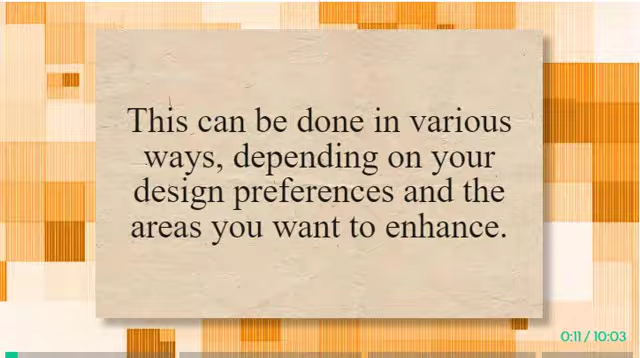 This can be done in various
ways, depending on your
design preferences and the
areas you want to enhance.
0:11 / 10:03